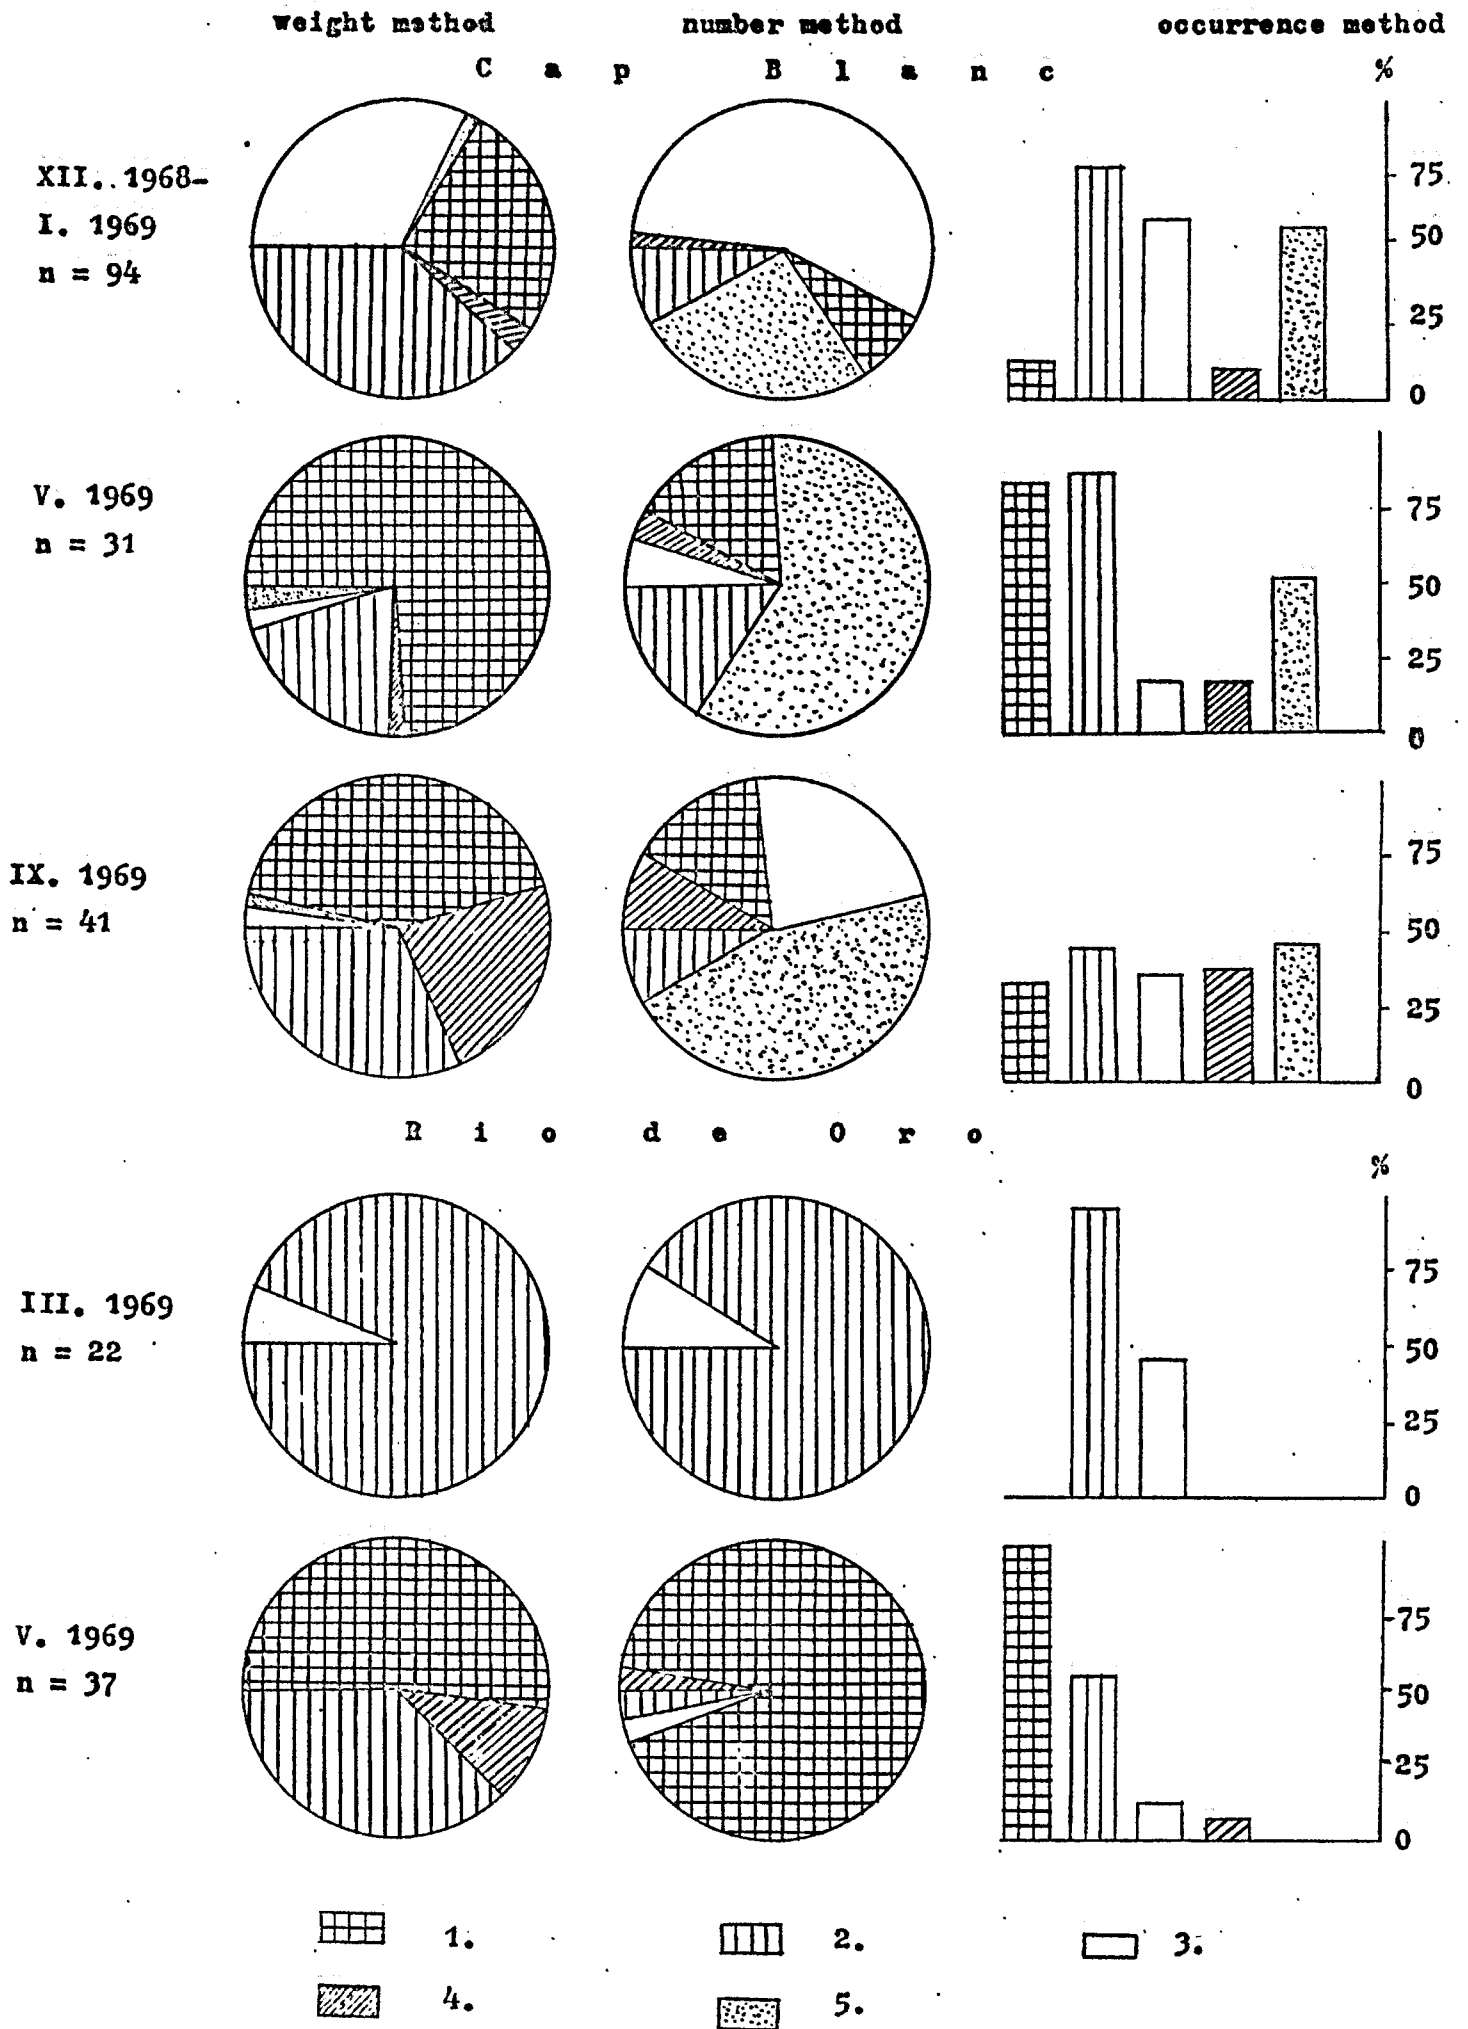 weight method number method occurrence method
C a p B l a n c %
XII. 1968-
I. 1969
n = 94
75
50
25
0
V. 1969
n = 31
75
50
25
0
IX. 1969
n = 41
75
50
25
0
R i o d e O r o
%
III. 1969
n = 22
75
50
25
0
V. 1969
n = 37
75
50
25
0
1. 2. 3.
4. 5.